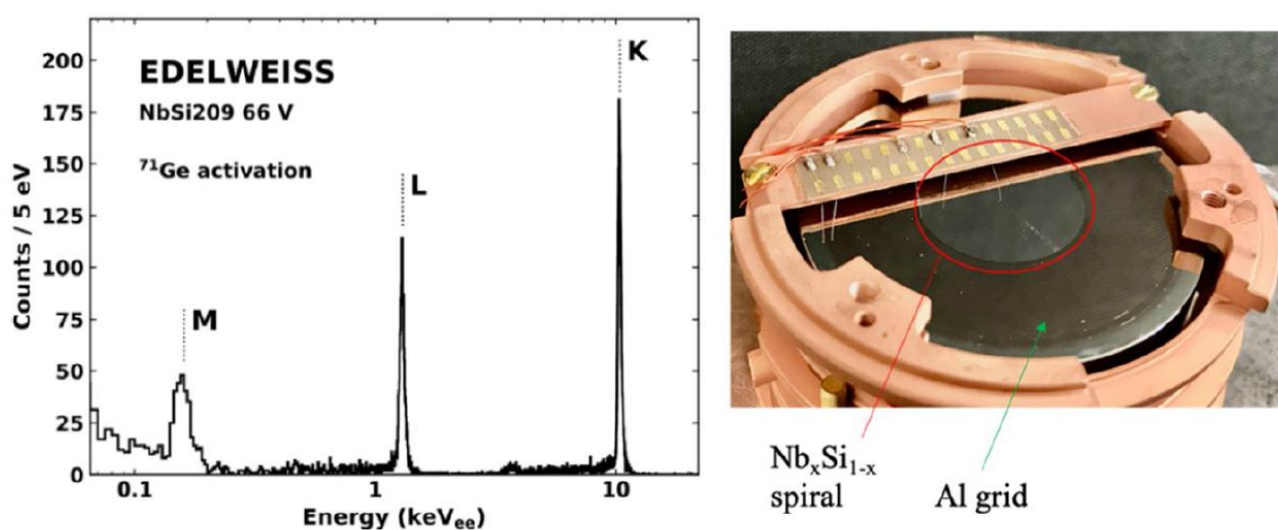 EDELWEISS
NbSi209 66 V
⁷¹Ge activation
M
L
K
200
175
150
125
100
75
50
25
0
Counts / 5 eV
0.1 1 10
Energy (keVₑₑ)
NbₓSi₁₋ₓ
spiral
Al grid